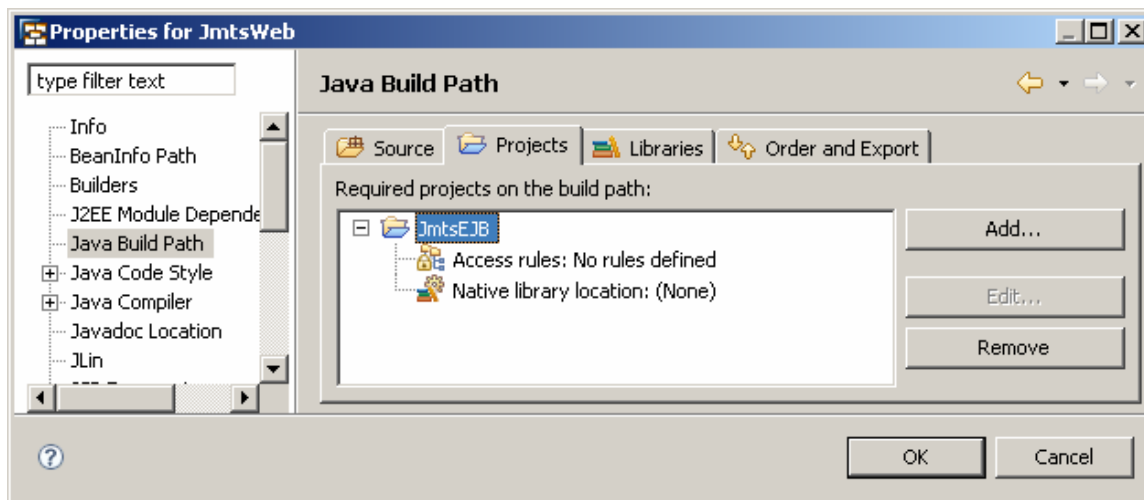 Properties for JmtsWeb
type filter text
Info
BeanInfo Path
Builders
J2EE Module Depende
Java Build Path
Java Code Style
Java Compiler
Javadoc Location
JLin
Java Build Path
Source
Projects
Libraries
Order and Export
Required projects on the build path:
JmtsEJB
Access rules: No rules defined
Native library location: (None)
Add...
Edit...
Remove
?
OK
Cancel